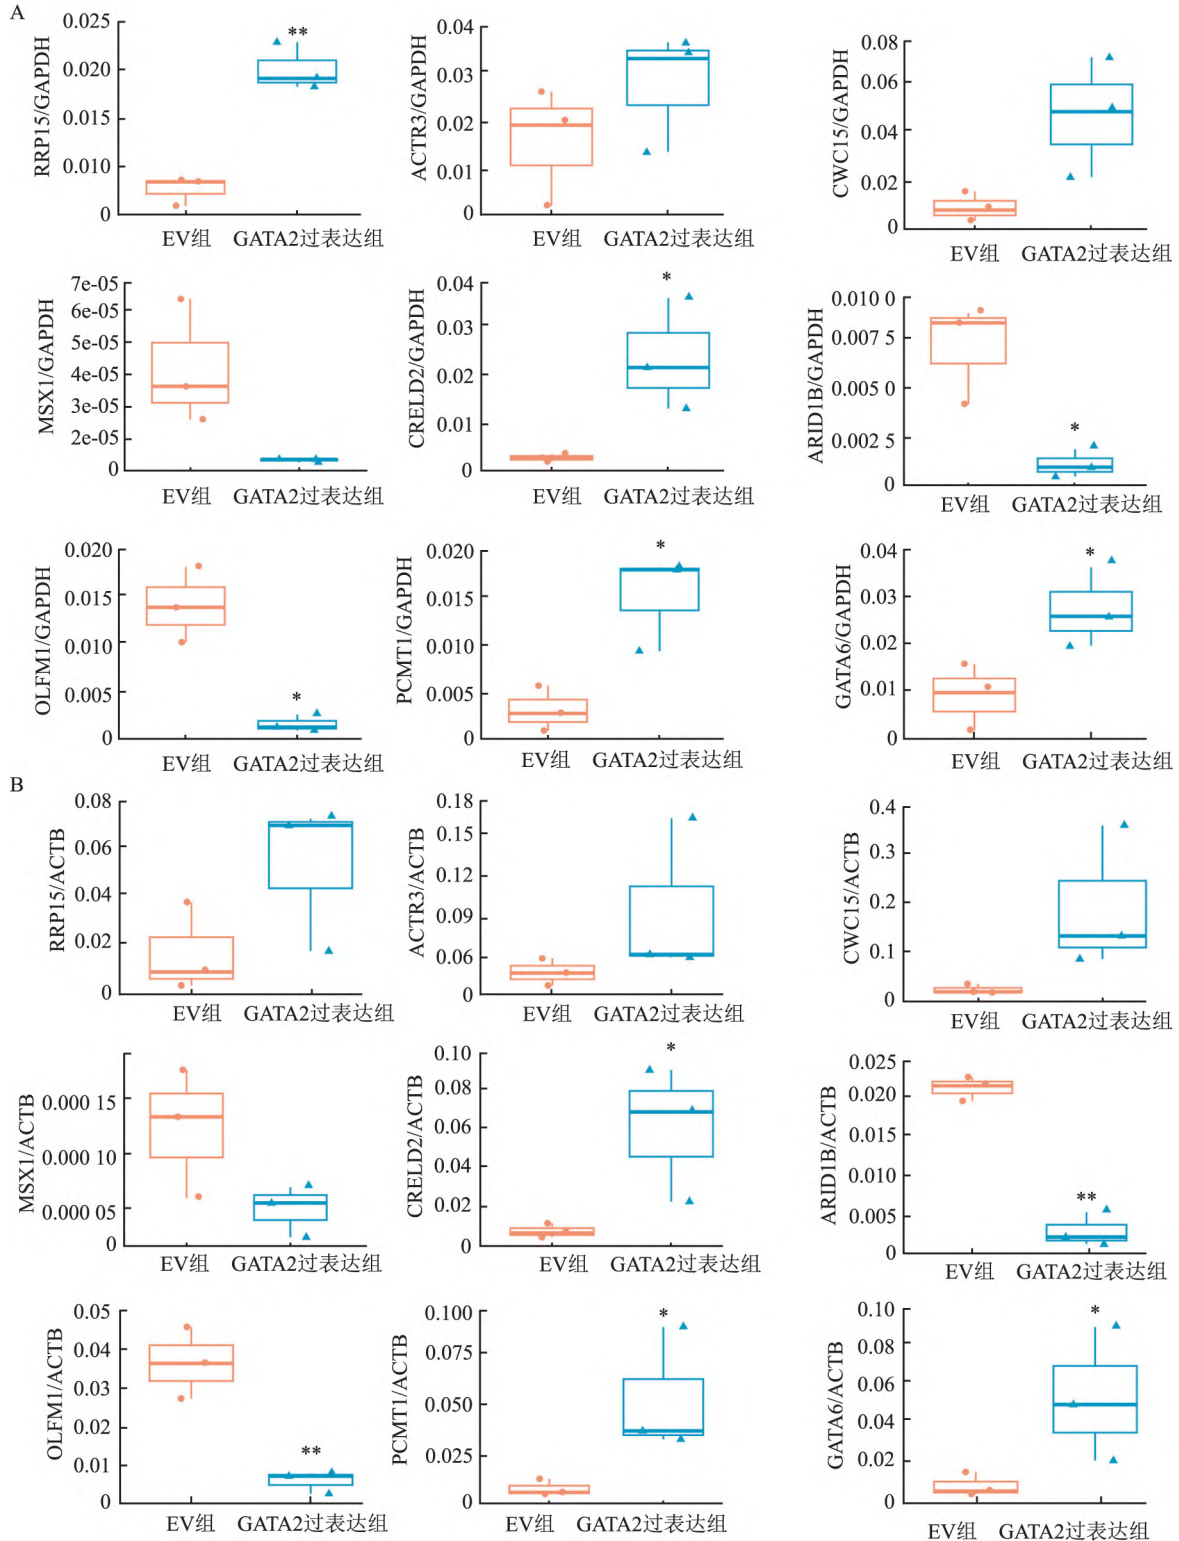 A
RRP15/GAPDH
0.025
0.020
0.015
0.010
0
**
EV组
GATA2过表达组
ACTR3/GAPDH
0.04
0.03
0.02
0.01
0
EV组
GATA2过表达组
CWC15/GAPDH
0.08
0.06
0.04
0.02
0
EV组
GATA2过表达组
MSX1/GAPDH
7e-05
6e-05
5e-05
4e-05
3e-05
2e-05
0
EV组
GATA2过表达组
CRELD2/GAPDH
0.04
0.03
0.02
0.01
0
*
EV组
GATA2过表达组
ARID1B/GAPDH
0.010 0
0.007 5
0.005 0
0.002 5
0
*
EV组
GATA2过表达组
OLFM1/GAPDH
0.020
0.015
0.010
0.005
0
*
EV组
GATA2过表达组
PCMT1/GAPDH
0.020
0.015
0.010
0.005
0
*
EV组
GATA2过表达组
GATA6/GAPDH
0.04
0.03
0.02
0.01
0
*
EV组
GATA2过表达组
B
RRP15/ACTB
0.08
0.06
0.04
0.02
0
EV组
GATA2过表达组
ACTR3/ACTB
0.18
0.15
0.12
0.09
0.06
0
EV组
GATA2过表达组
CWC15/ACTB
0.4
0.3
0.2
0.1
0
EV组
GATA2过表达组
MSX1/ACTB
0.000 15
0.000 10
0.000 05
0
EV组
GATA2过表达组
CRELD2/ACTB
0.10
0.08
0.06
0.04
0.02
0
*
EV组
GATA2过表达组
ARID1B/ACTB
0.025
0.020
0.015
0.010
0.005
0
**
EV组
GATA2过表达组
OLFM1/ACTB
0.05
0.04
0.03
0.02
0.01
0
**
EV组
GATA2过表达组
PCMT1/ACTB
0.100
0.075
0.050
0.025
0
*
EV组
GATA2过表达组
GATA6/ACTB
0.10
0.08
0.06
0.04
0.02
0
*
EV组
GATA2过表达组